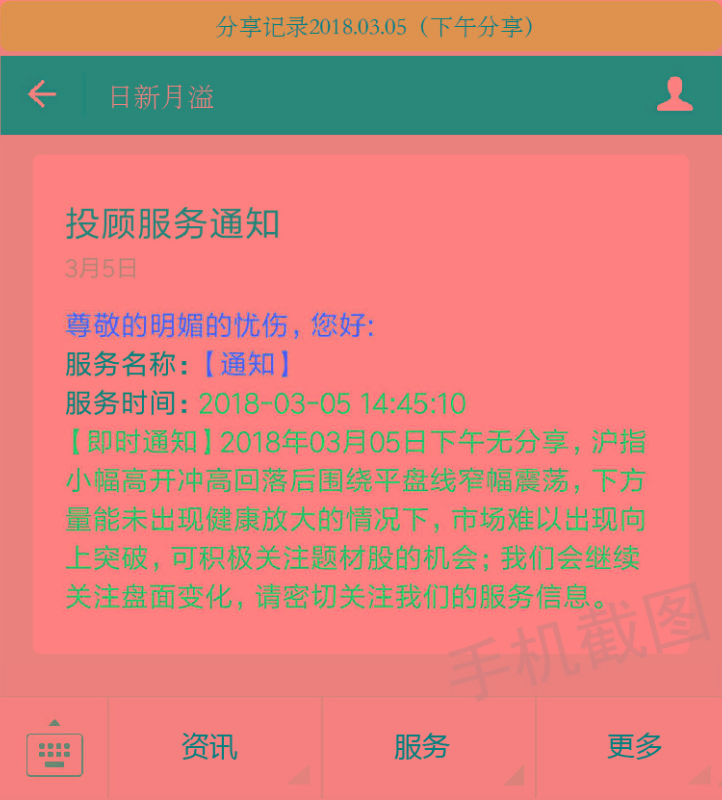 分享记录2018.03.05（下午分享）
日新月溢
投顾服务通知
3月5日
尊敬的明媚的忧伤，您好:
服务名称：【通知】
服务时间：2018-03-05 14:45:10
【即时通知】2018年03月05日下午无分享，沪指
小幅高开冲高回落后围绕平盘线窄幅震荡，下方
量能未出现健康放大的情况下，市场难以出现向
上突破，可积极关注题材股的机会；我们会继续
关注盘面变化，请密切关注我们的服务信息。
手机截图
资讯
服务
更多